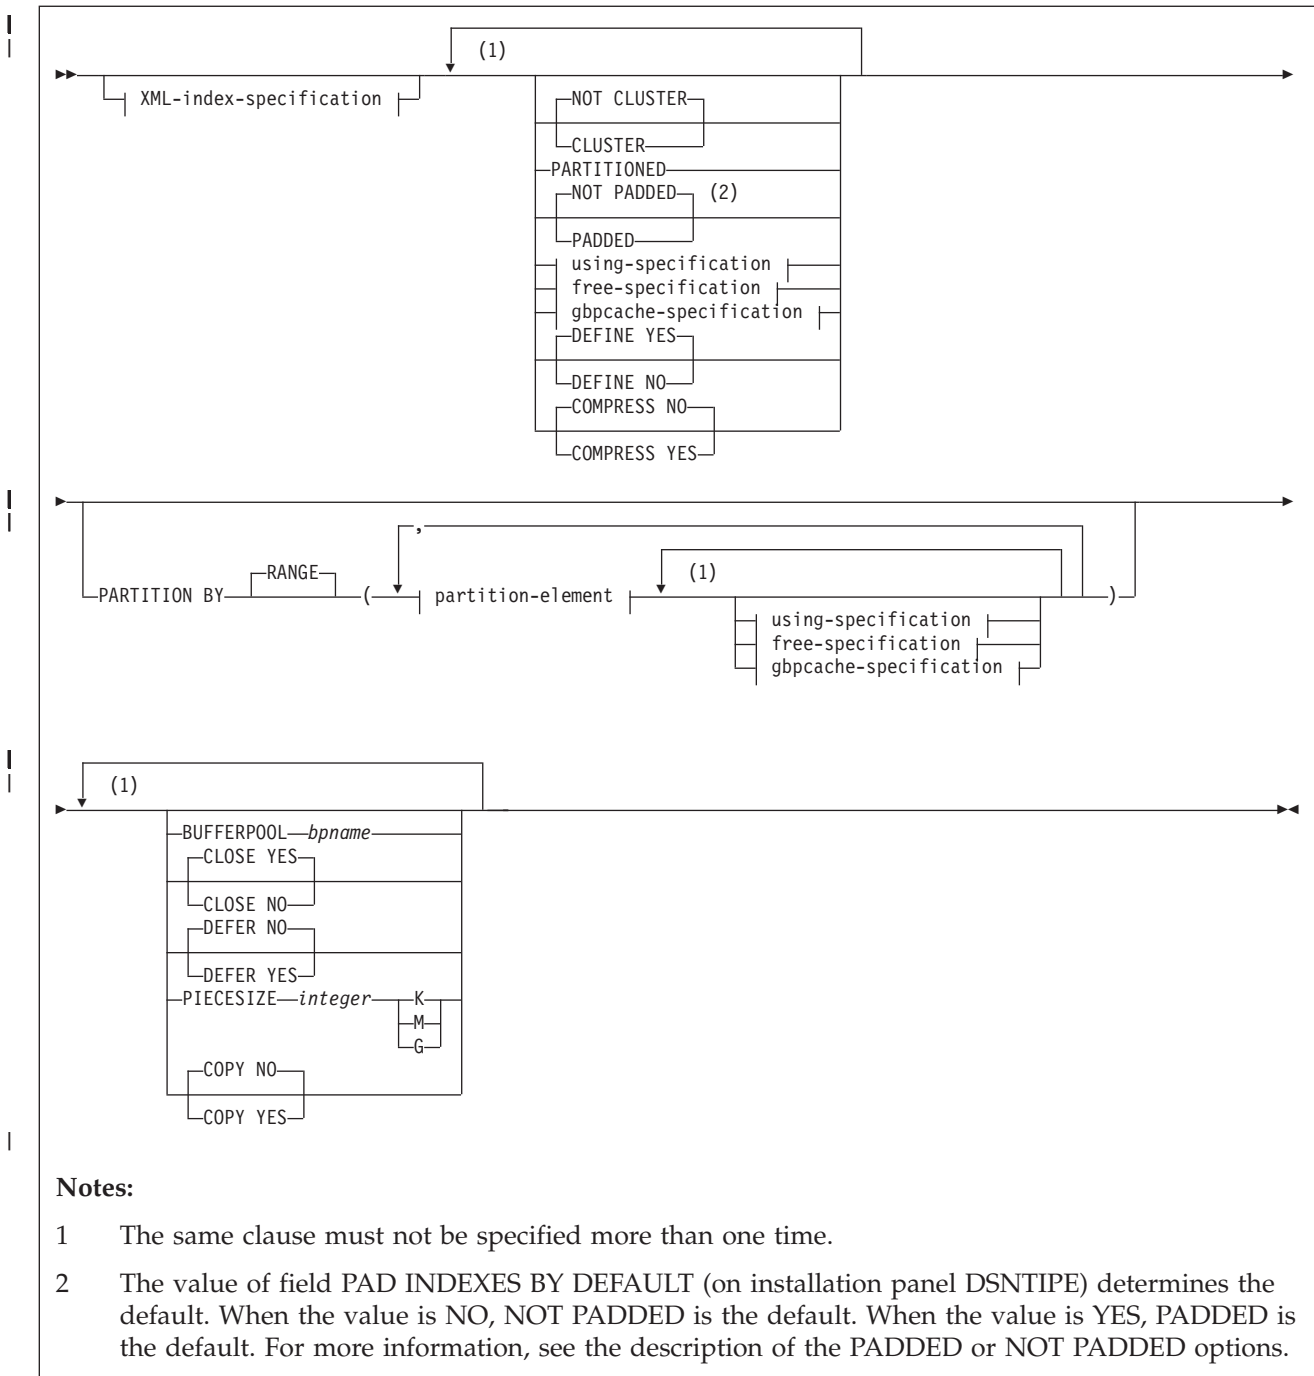 (1)
XML-index-specification
NOT CLUSTER
CLUSTER
PARTITIONED
NOT PADDED (2)
PADDED
using-specification
free-specification
gbpcache-specification
DEFINE YES
DEFINE NO
COMPRESS NO
COMPRESS YES
,
RANGE (1)
PARTITION BY ( partition-element )
using-specification
free-specification
gbpcache-specification
(1)
BUFFERPOOL bpname
CLOSE YES
CLOSE NO
DEFER NO
DEFER YES
PIECESIZE integer K
M
G
COPY NO
COPY YES
Notes:
1 The same clause must not be specified more than one time.
2 The value of field PAD INDEXES BY DEFAULT (on installation panel DSNTIPE) determines the
default. When the value is NO, NOT PADDED is the default. When the value is YES, PADDED is
the default. For more information, see the description of the PADDED or NOT PADDED options.